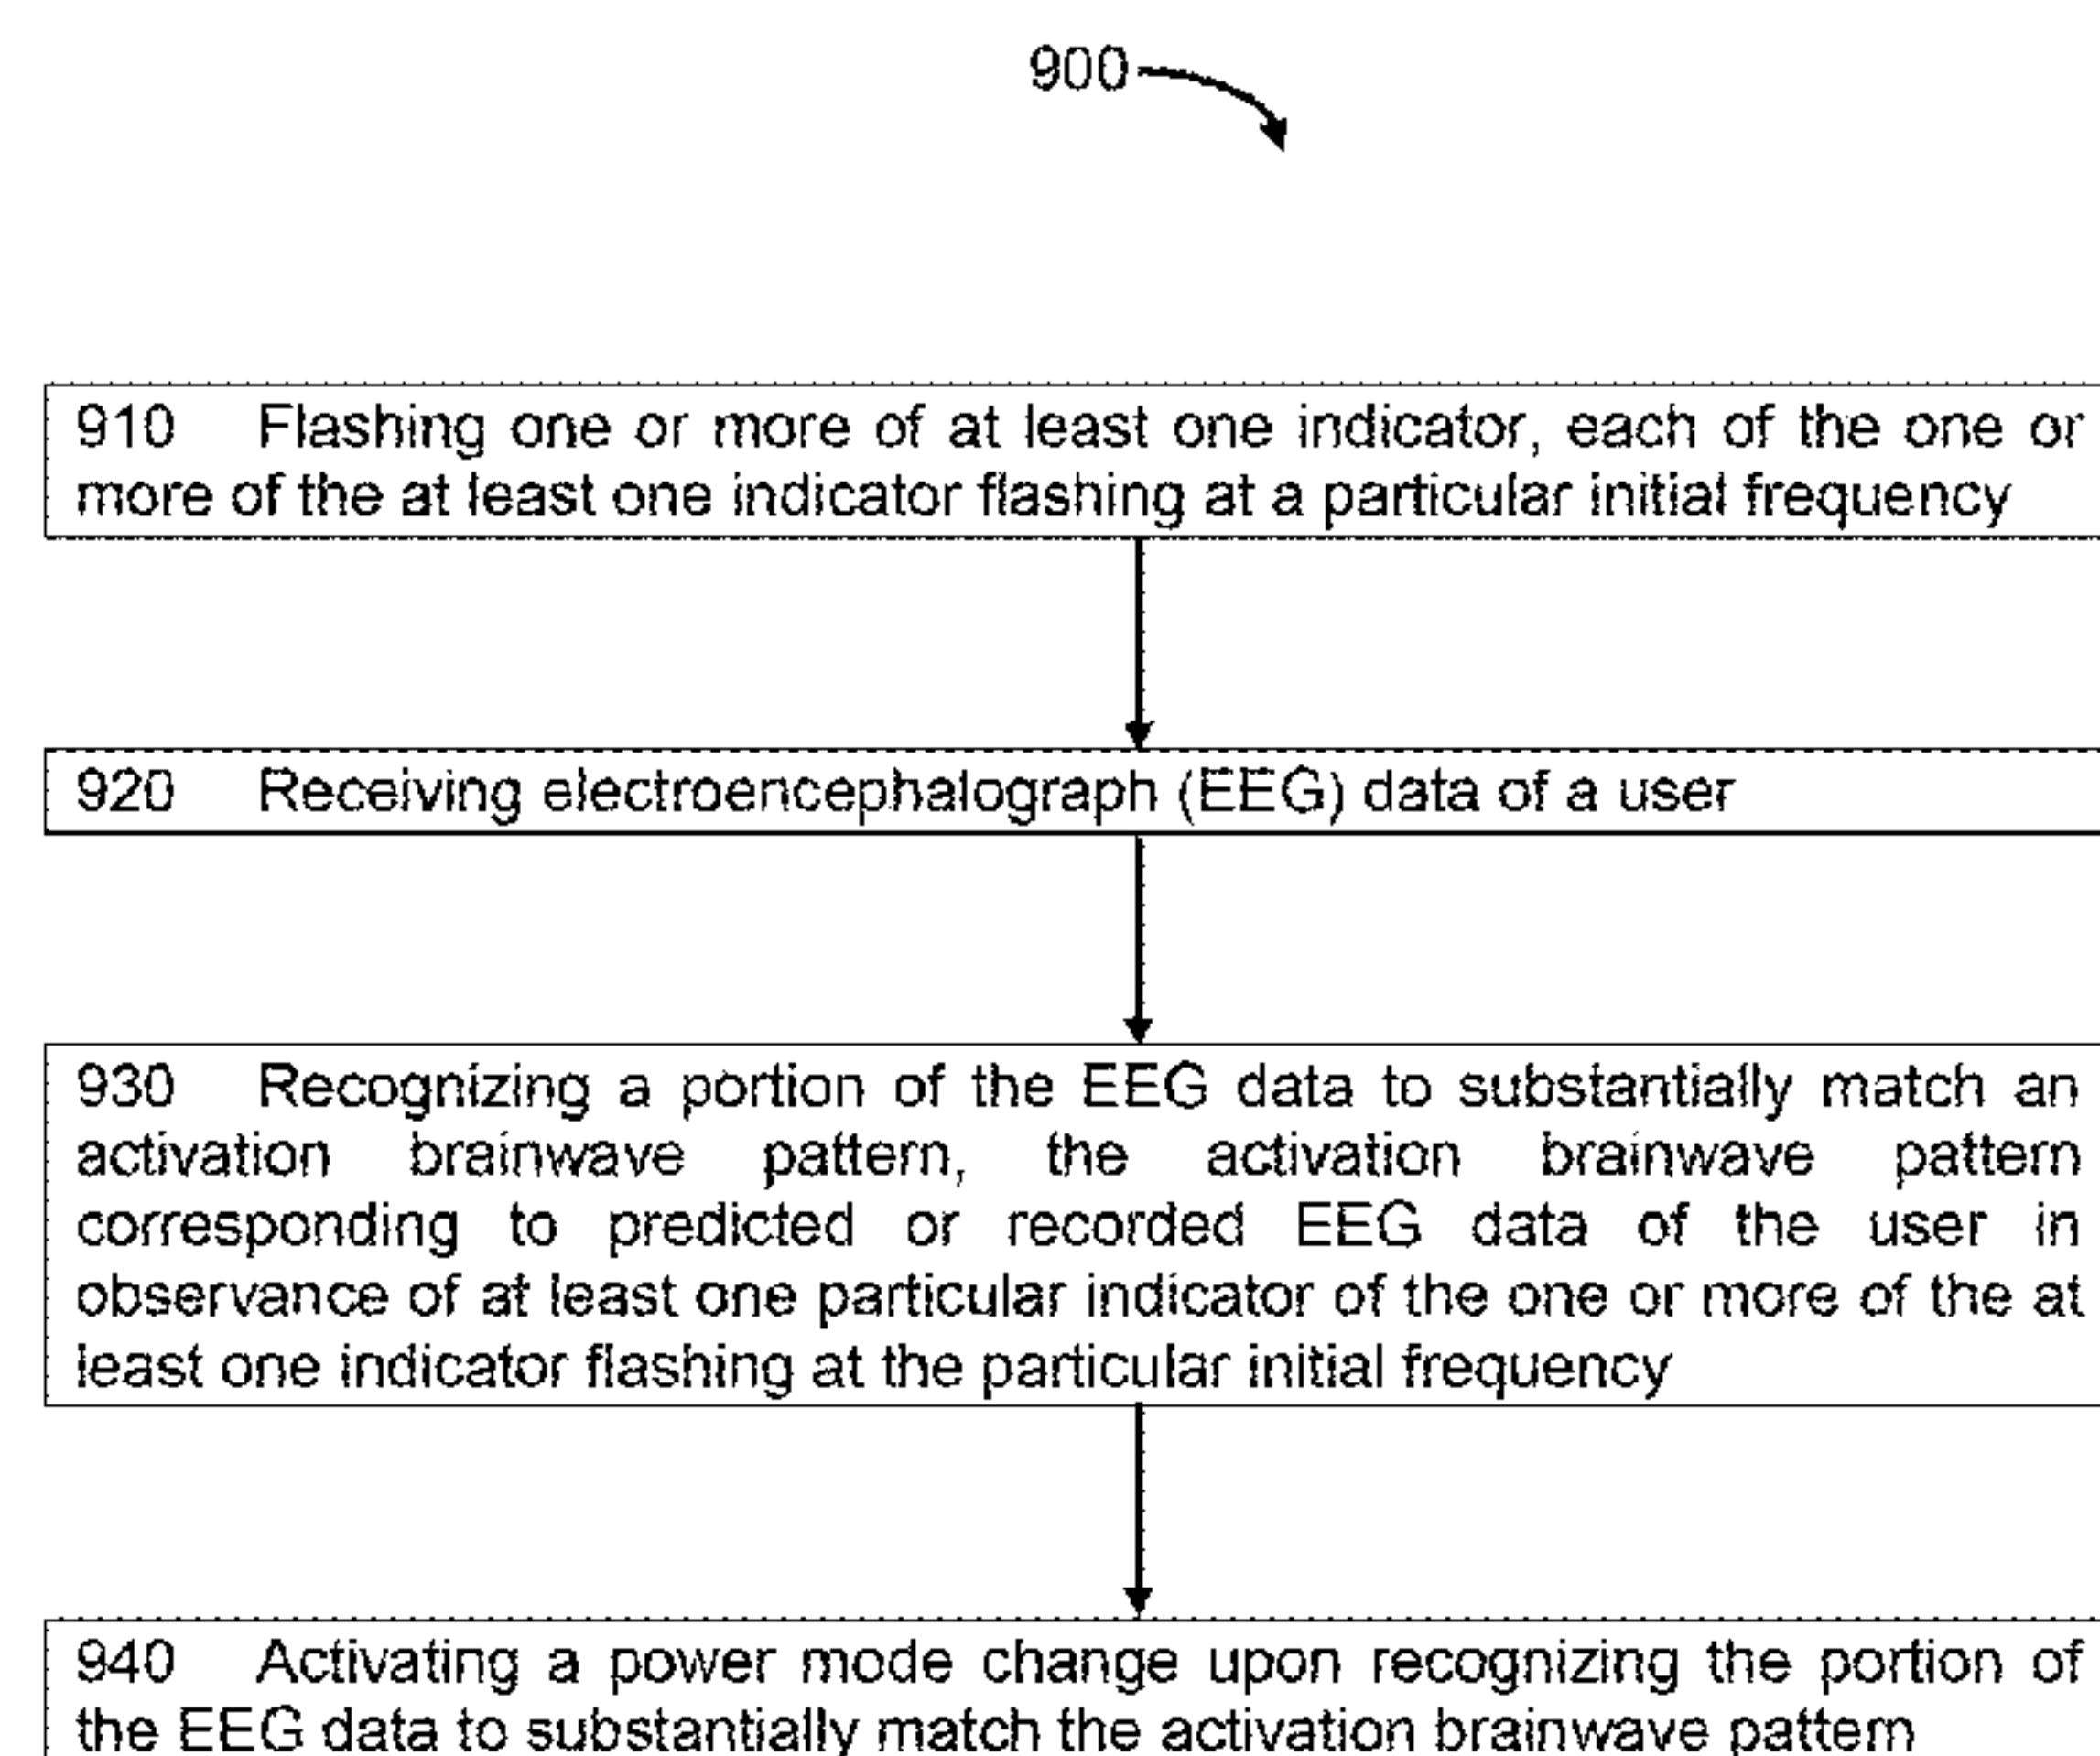 900
910 Flashing one or more of at least one indicator, each of the one or
more of the at least one indicator flashing at a particular initial frequency
920 Receiving electroencephalograph (EEG) data of a user
930 Recognizing a portion of the EEG data to substantially match an
activation brainwave pattern, the activation brainwave pattern
corresponding to predicted or recorded EEG data of the user in
observance of at least one particular indicator of the one or more of the at
least one indicator flashing at the particular initial frequency
940 Activating a power mode change upon recognizing the portion of
the EEG data to substantially match the activation brainwave pattern